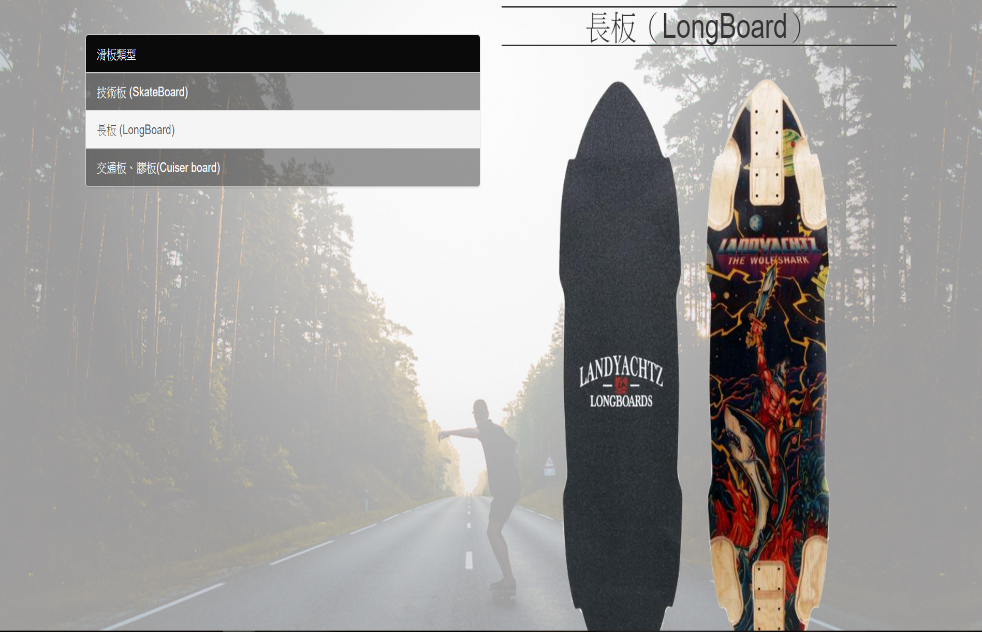 長板（LongBoard）
滑板類型
技術板 (SkateBoard)
長板 (LongBoard)
交通板、膠板(Cuiser board)
LANDYACHTZ
LONGBOARDS
LANDYACHTZ
THE WOLFSHARK